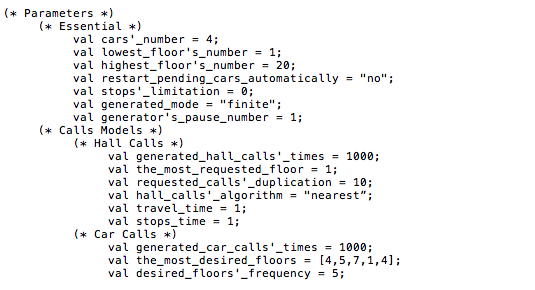 (* Parameters *)
(* Essential *)
val cars'_number = 4;
val lowest_floor's_number = 1;
val highest_floor's_number = 20;
val restart_pending_cars_automatically = "no";
val stops'_limitation = 0;
val generated_mode = "finite";
val generator's_pause_number = 1;
(* Calls Models *)
(* Hall Calls *)
val generated_hall_calls'_times = 1000;
val the_most_requested_floor = 1;
val requested_calls'_duplication = 10;
val hall_calls'_algorithm = "nearest”;
val travel_time = 1;
val stops_time = 1;
(* Car Calls *)
val generated_car_calls'_times = 1000;
val the_most_desired_floors = [4,5,7,1,4];
val desired_floors'_frequency = 5;